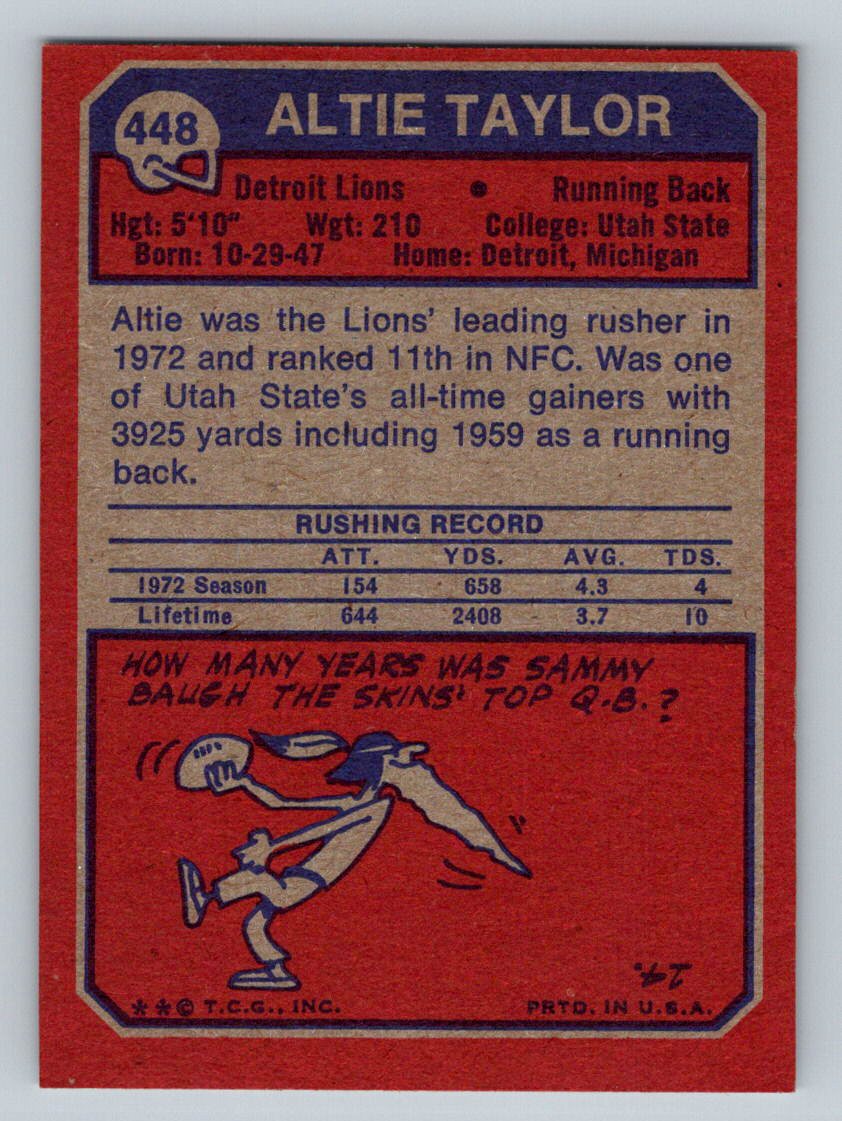 448
ALTIE TAYLOR
Detroit Lions • Running Back
Hgt: 5'10" Wgt: 210 College: Utah State
Born: 10-29-47 Home: Detroit, Michigan
Altie was the Lions' leading rusher in
1972 and ranked 11th in NFC. Was one
of Utah State's all-time gainers with
3925 yards including 1959 as a running
back.
RUSHING RECORD
ATT. YDS. AVG. TDS.
1972 Season 154 658 4.3 4
Lifetime 644 2408 3.7 10
HOW MANY YEARS WAS SAMMY
BAUGH THE SKINS' TOP Q.B.?
14.
**© T.C.G., INC. PRTD. IN U.S.A.